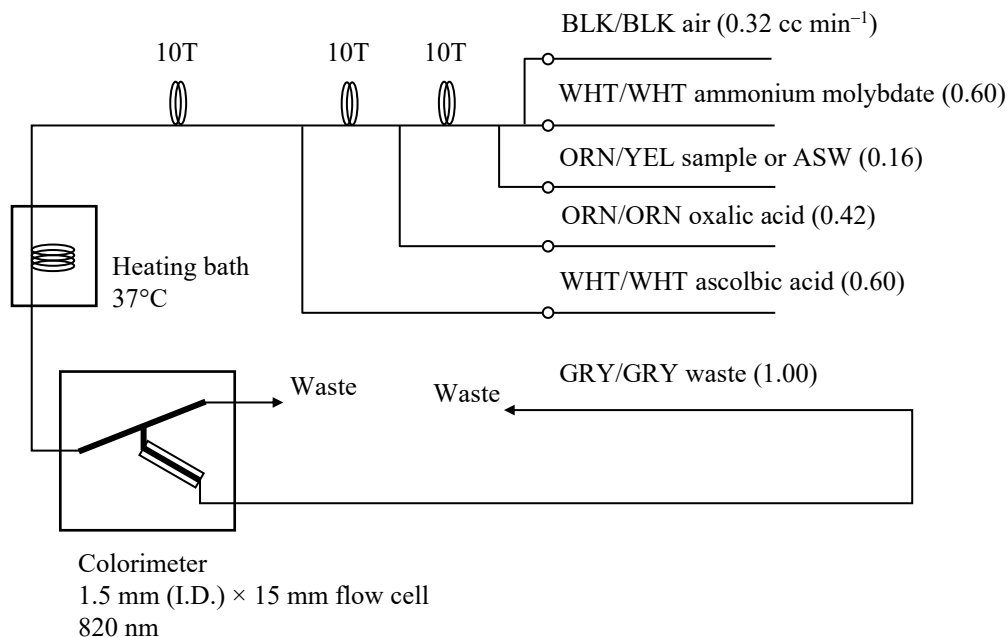 BLK/BLK air (0.32 cc min⁻¹)
10T
10T
10T
WHT/WHT ammonium molybdate (0.60)
ORN/YEL sample or ASW (0.16)
ORN/ORN oxalic acid (0.42)
Heating bath
37°C
WHT/WHT ascolbic acid (0.60)
GRY/GRY waste (1.00)
Waste
Waste
Colorimeter
1.5 mm (I.D.) × 15 mm flow cell
820 nm